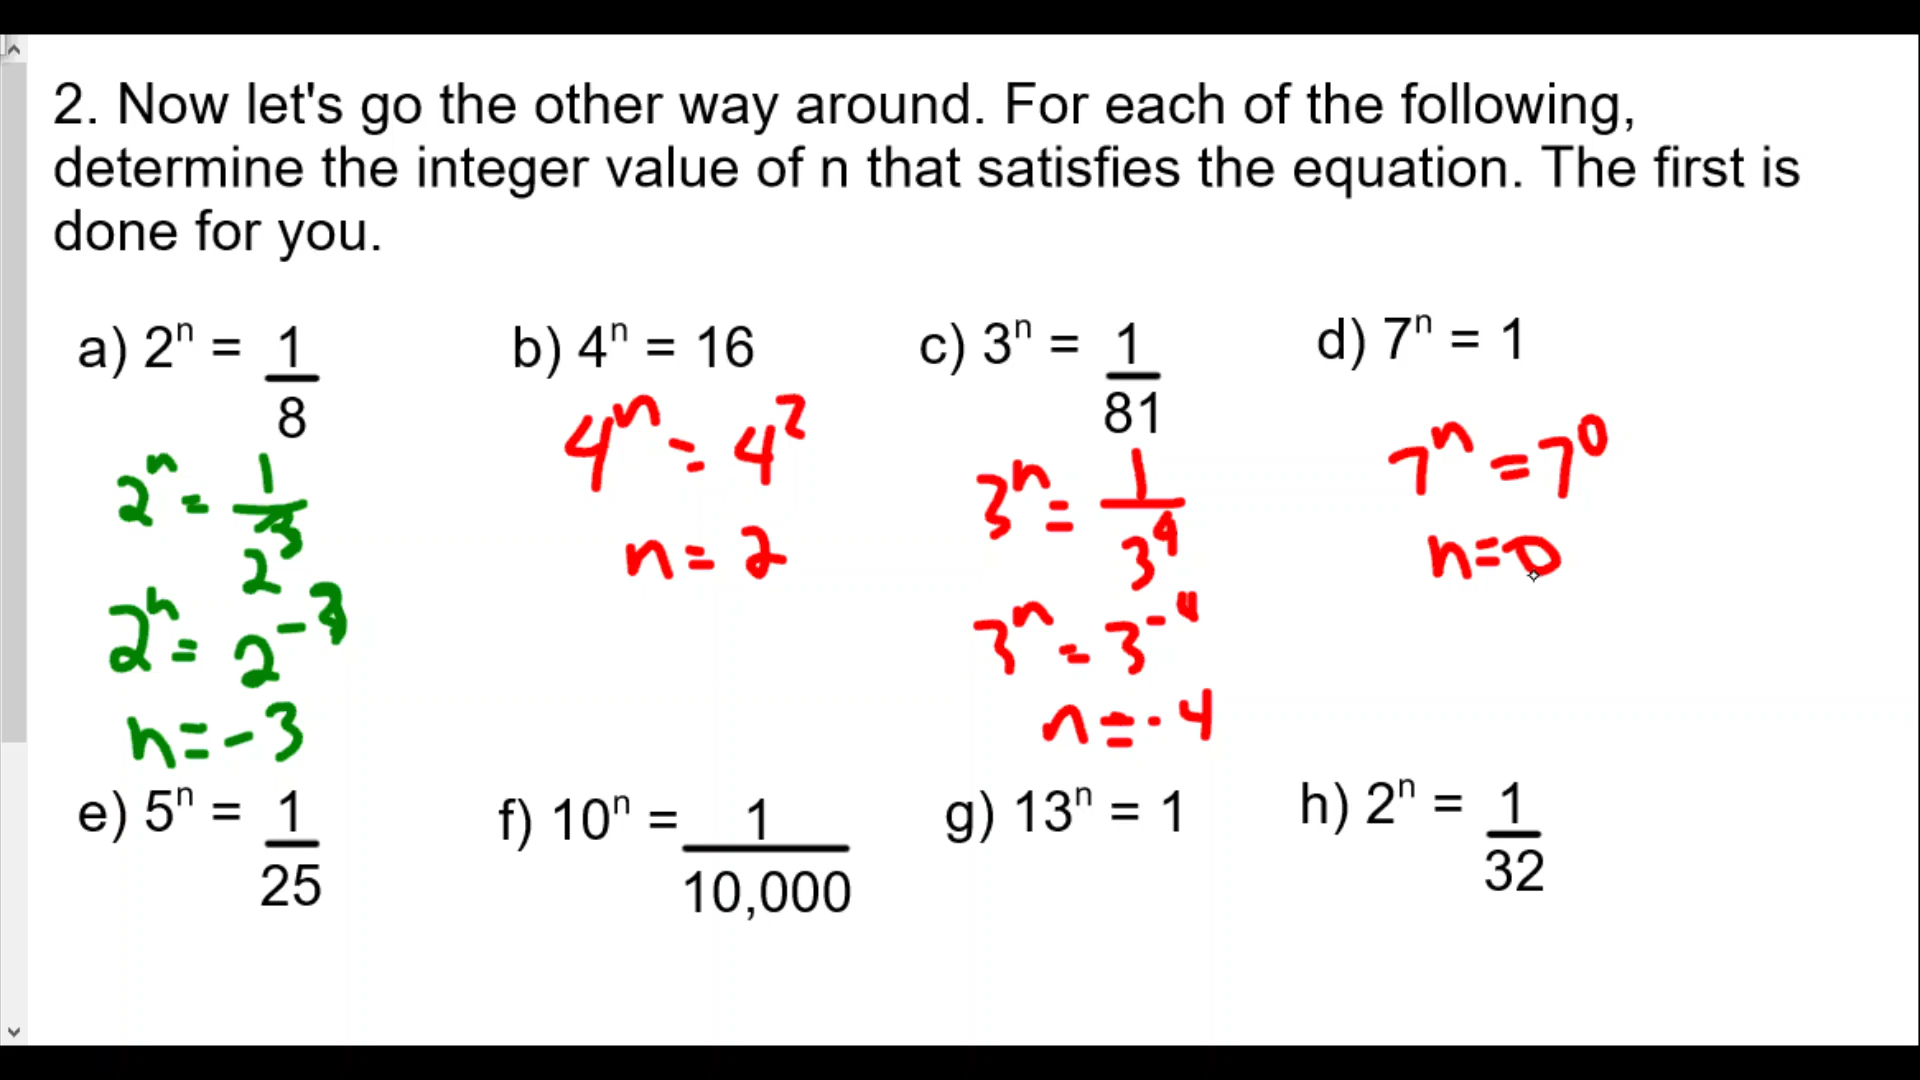 2. Now let's go the other way around. For each of the following,
determine the integer value of n that satisfies the equation. The first is
done for you.
a) 2ⁿ = 1/8
2ⁿ = 1/2³
2ⁿ = 2⁻³
n = -3
b) 4ⁿ = 16
4ⁿ = 4²
n = 2
c) 3ⁿ = 1/81
3ⁿ = 1/3⁴
3ⁿ = 3⁻⁴
n = -4
d) 7ⁿ = 1
7ⁿ = 7⁰
n = 0
e) 5ⁿ = 1/25
f) 10ⁿ = 1/10,000
g) 13ⁿ = 1
h) 2ⁿ = 1/32